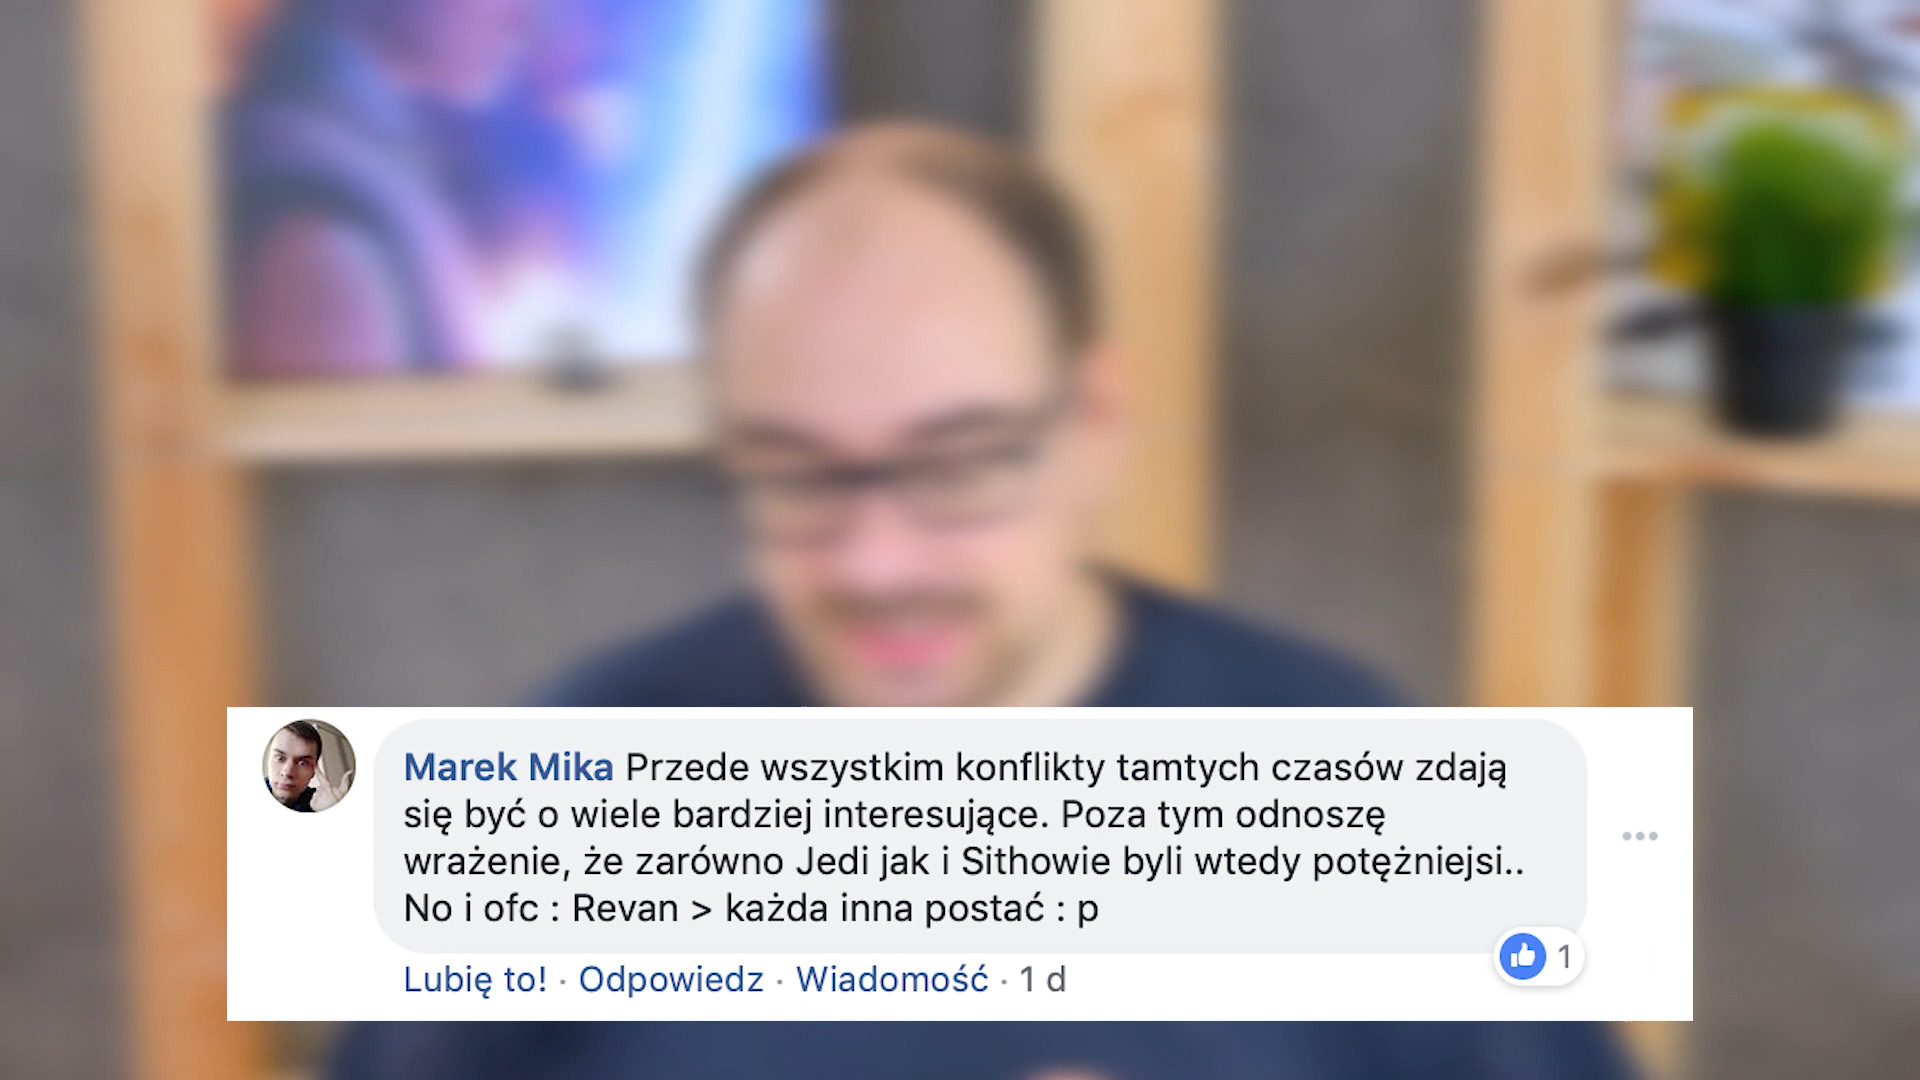 Marek Mika Przede wszystkim konflikty tamtych czasów zdają
się być o wiele bardziej interesujące. Poza tym odnoszę
wrażenie, że zarówno Jedi jak i Sithowie byli wtedy potężniejsi..
No i ofc : Revan > każda inna postać : p
1
Lubię to! · Odpowiedz · Wiadomość · 1 d